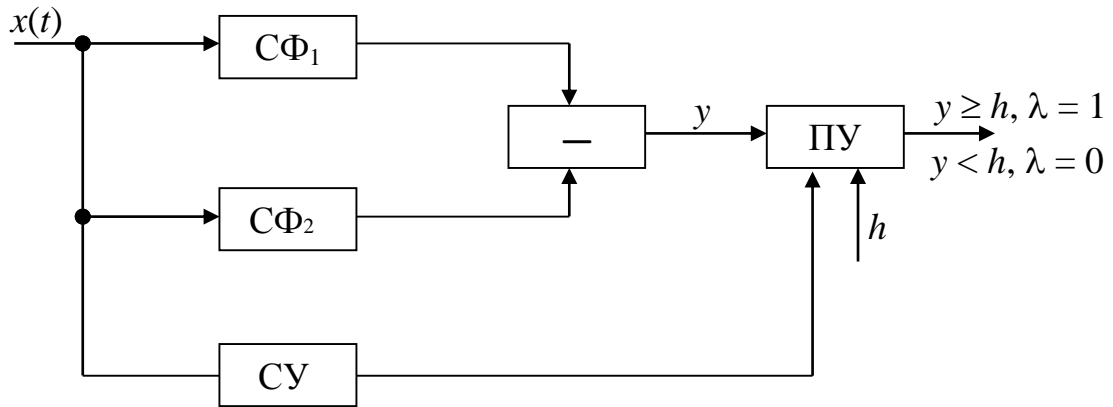 x(t)
СФ₁
y
ПУ
y ≥ h, λ = 1
y < h, λ = 0
–
СФ₂
h
СУ